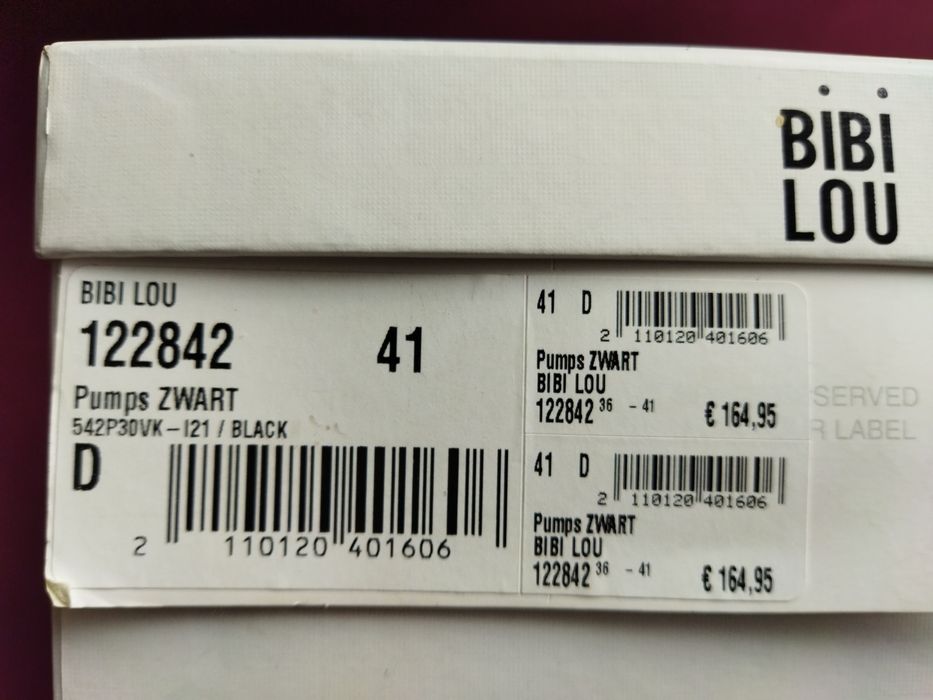 BIBI
LOU
BIBI LOU
122842 41
Pumps ZWART
542P30VK-I21 / BLACK
D
2 110120 401606
41 D
2 110120 401606
Pumps ZWART
BIBI LOU
122842 36 - 41 € 164,95
41 D
2 110120 401606
Pumps ZWART
BIBI LOU
122842 36 - 41 € 164,95
SERVED
R LABEL